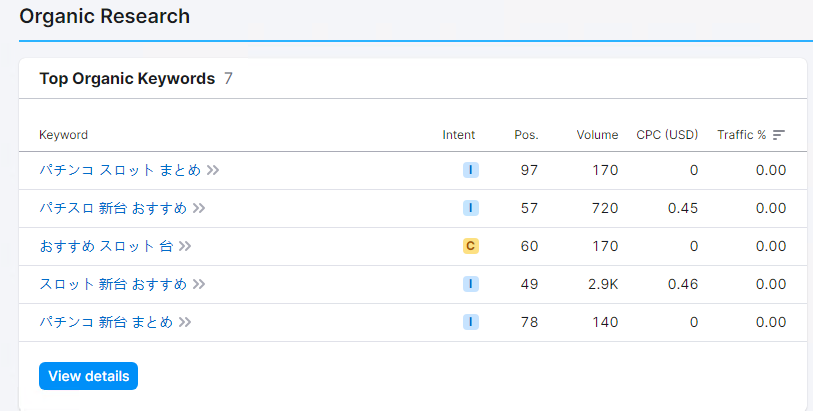 Organic Research
Top Organic Keywords 7
Keyword Intent Pos. Volume CPC (USD) Traffic %
パチンコ スロット まとめ I 97 170 0 0.00
パチスロ 新台 おすすめ I 57 720 0.45 0.00
おすすめ スロット 台 C 60 170 0 0.00
スロット 新台 おすすめ I 49 2.9K 0.46 0.00
パチンコ 新台 まとめ I 78 140 0 0.00
View details